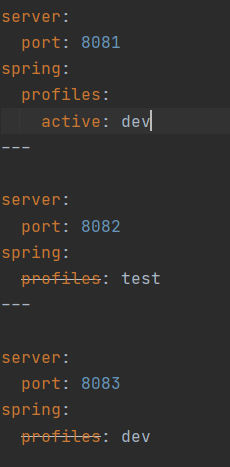 server:
  port: 8081
spring:
  profiles:
    active: dev
---
server:
  port: 8082
spring:
  profiles: test
---
server:
  port: 8083
spring:
  profiles: dev